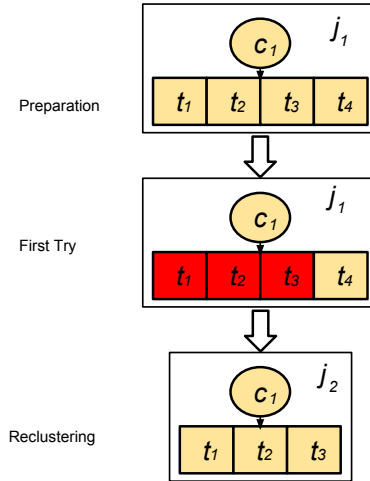 j1
c1
Preparation
t1 t2 t3 t4
j1
c1
First Try
t1 t2 t3 t4
j2
c1
Reclustering
t1 t2 t3